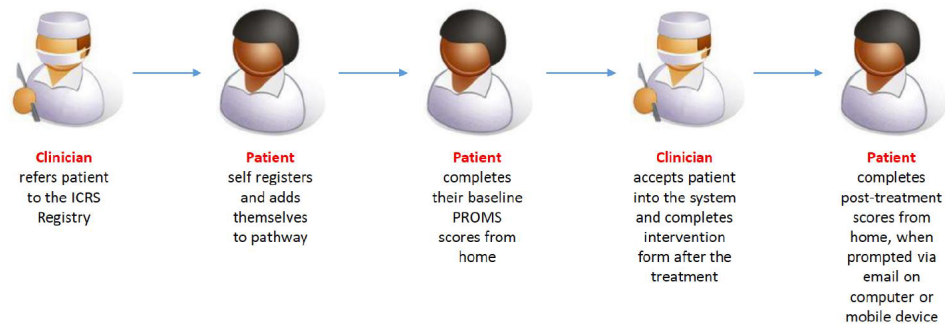 Clinician
refers patient
to the ICRS
Registry
Patient
self registers
and adds
themselves
to pathway
Patient
completes
their baseline
PROMS
scores from
home
Clinician
accepts patient
into the system
and completes
intervention
form after the
treatment
Patient
completes
post-treatment
scores from
home, when
prompted via
email on
computer or
mobile device